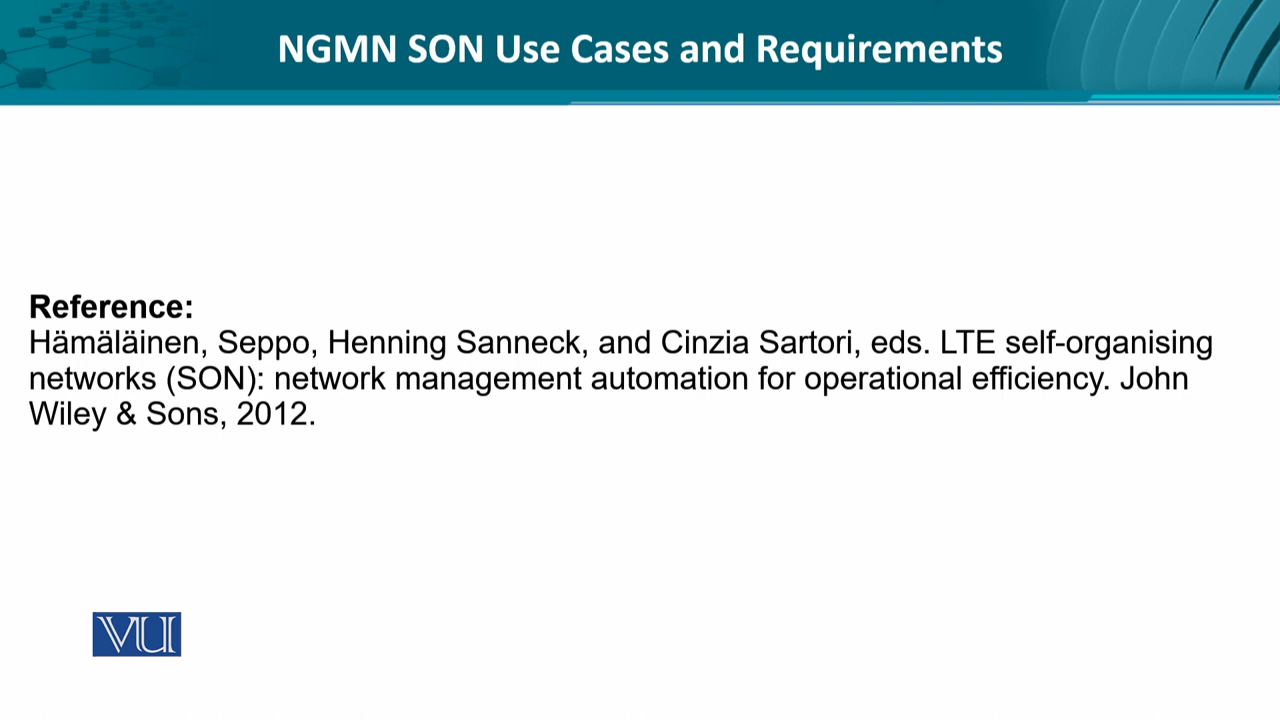 NGMN SON Use Cases and Requirements
Reference:
Hämäläinen, Seppo, Henning Sanneck, and Cinzia Sartori, eds. LTE self-organising
networks (SON): network management automation for operational efficiency. John
Wiley & Sons, 2012.
VU